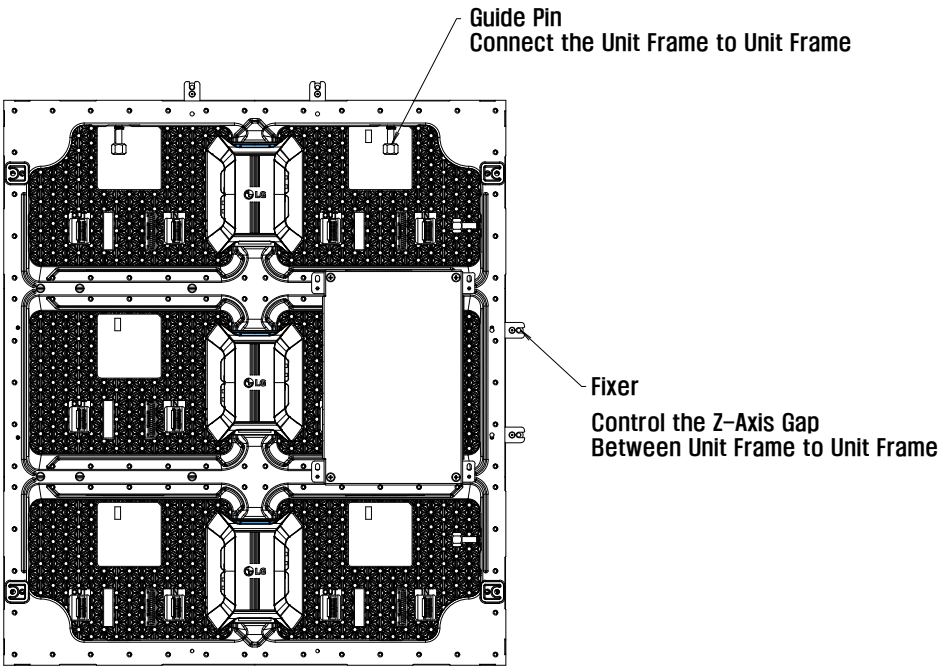 Guide Pin
Connect the Unit Frame to Unit Frame
LG
LG
Fixer
Control the Z-Axis Gap
Between Unit Frame to Unit Frame
LG